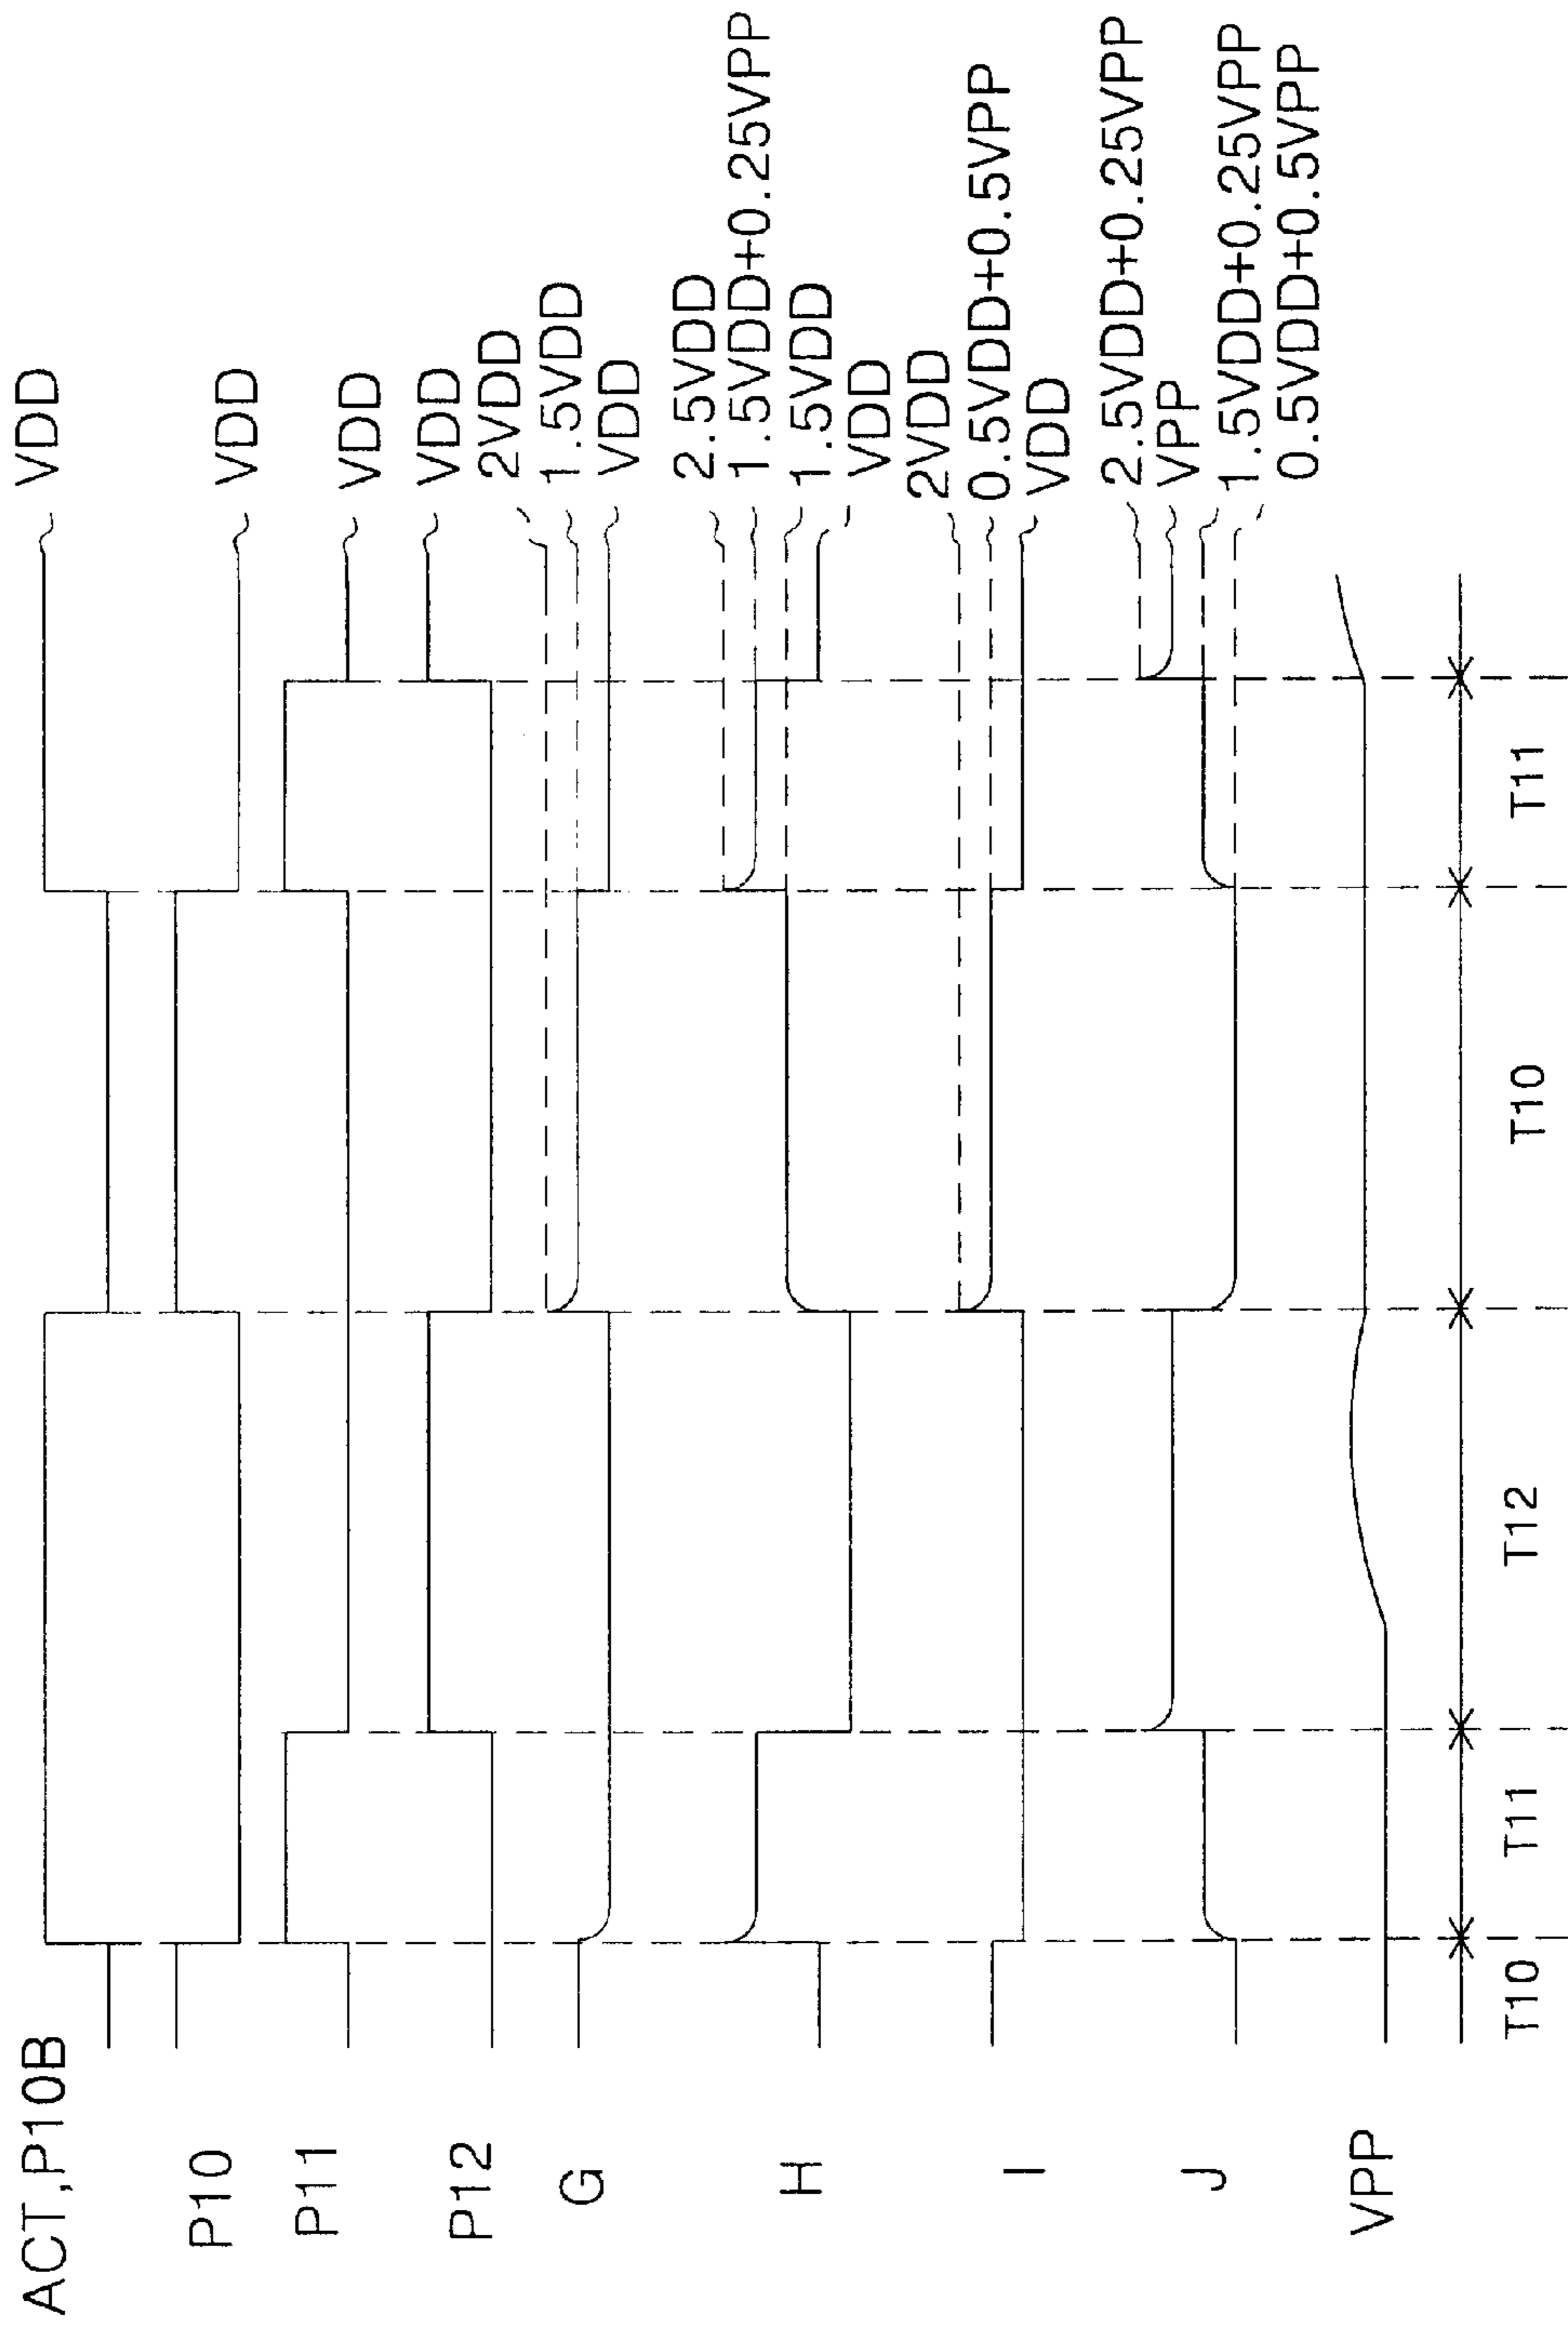 ACT,P10B
VDD
P10
VDD
P11
VDD
P12
VDD
G
2VDD
1.5VDD
VDD
H
2.5VDD
1.5VDD+0.25VPP
1.5VDD
VDD
I
2VDD
0.5VDD+0.5VPP
VDD
J
2.5VDD+0.25VPP
VPP
1.5VDD+0.25VPP
0.5VDD+0.5VPP
VPP
T10 T11 T12 T10 T11